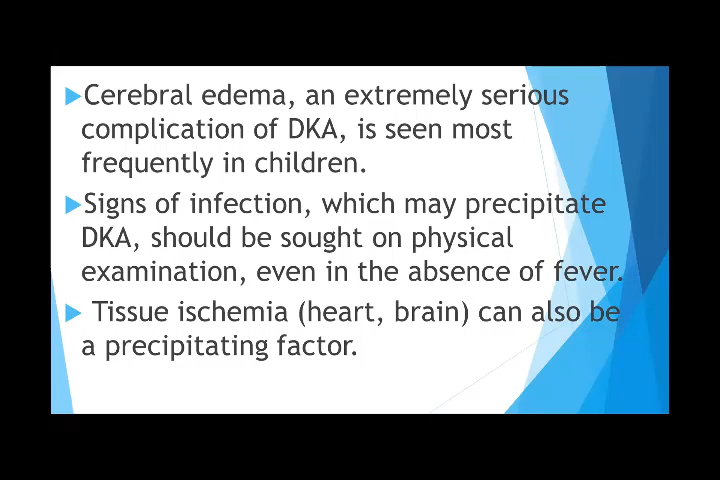 Cerebral edema, an extremely serious
complication of DKA, is seen most
frequently in children.
Signs of infection, which may precipitate
DKA, should be sought on physical
examination, even in the absence of fever.
Tissue ischemia (heart, brain) can also be
a precipitating factor.